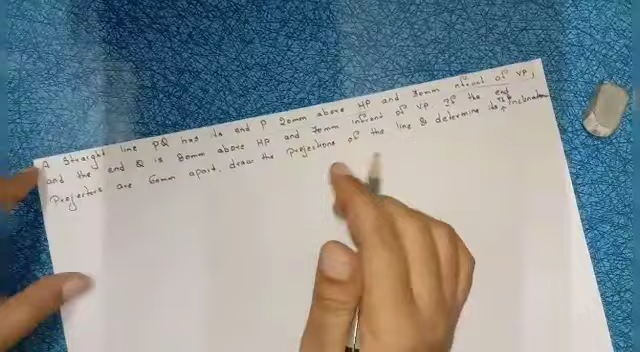 A Straight line PQ has its end P 20mm above HP and 30mm infront of VP,
and the end Q is 80mm above HP and 70mm infront of VP If the end
Projectors are 60mm apart, draw the Projections of the line & determine its Inclination